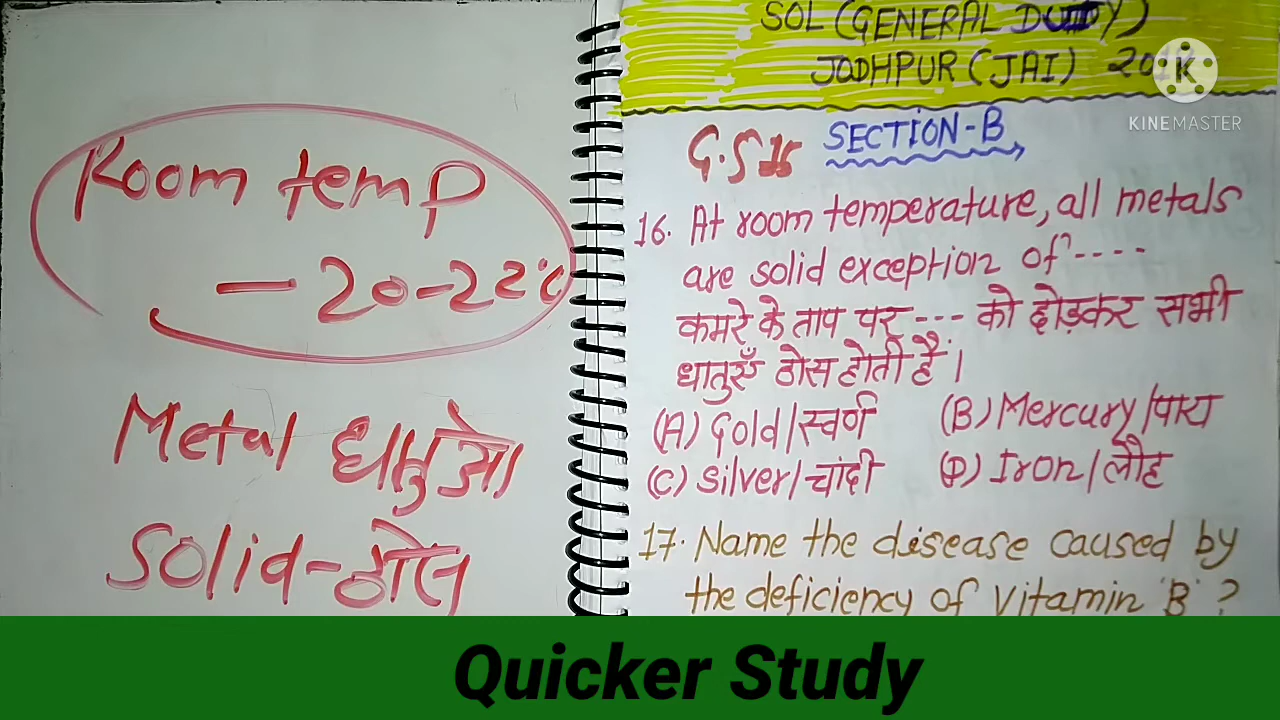 Room temp
- 20-22°C
Metal धातुओ
Solid-ठोस
SOL (GENERAL DUTY)
JODHPUR (JAI) 201
KINEMASTER
G.S 15 SECTION-B
16. At room temperature, all metals
are solid exception of ----
कमरे के ताप पर --- को छोड़कर सभी
धातुएँ ठोस होती हैं।
(A) Gold/स्वर्ण (B) Mercury/पारा
(C) Silver/चांदी (D) Iron/लौह
17. Name the disease caused by
the deficiency of Vitamin 'B' ?
Quicker Study